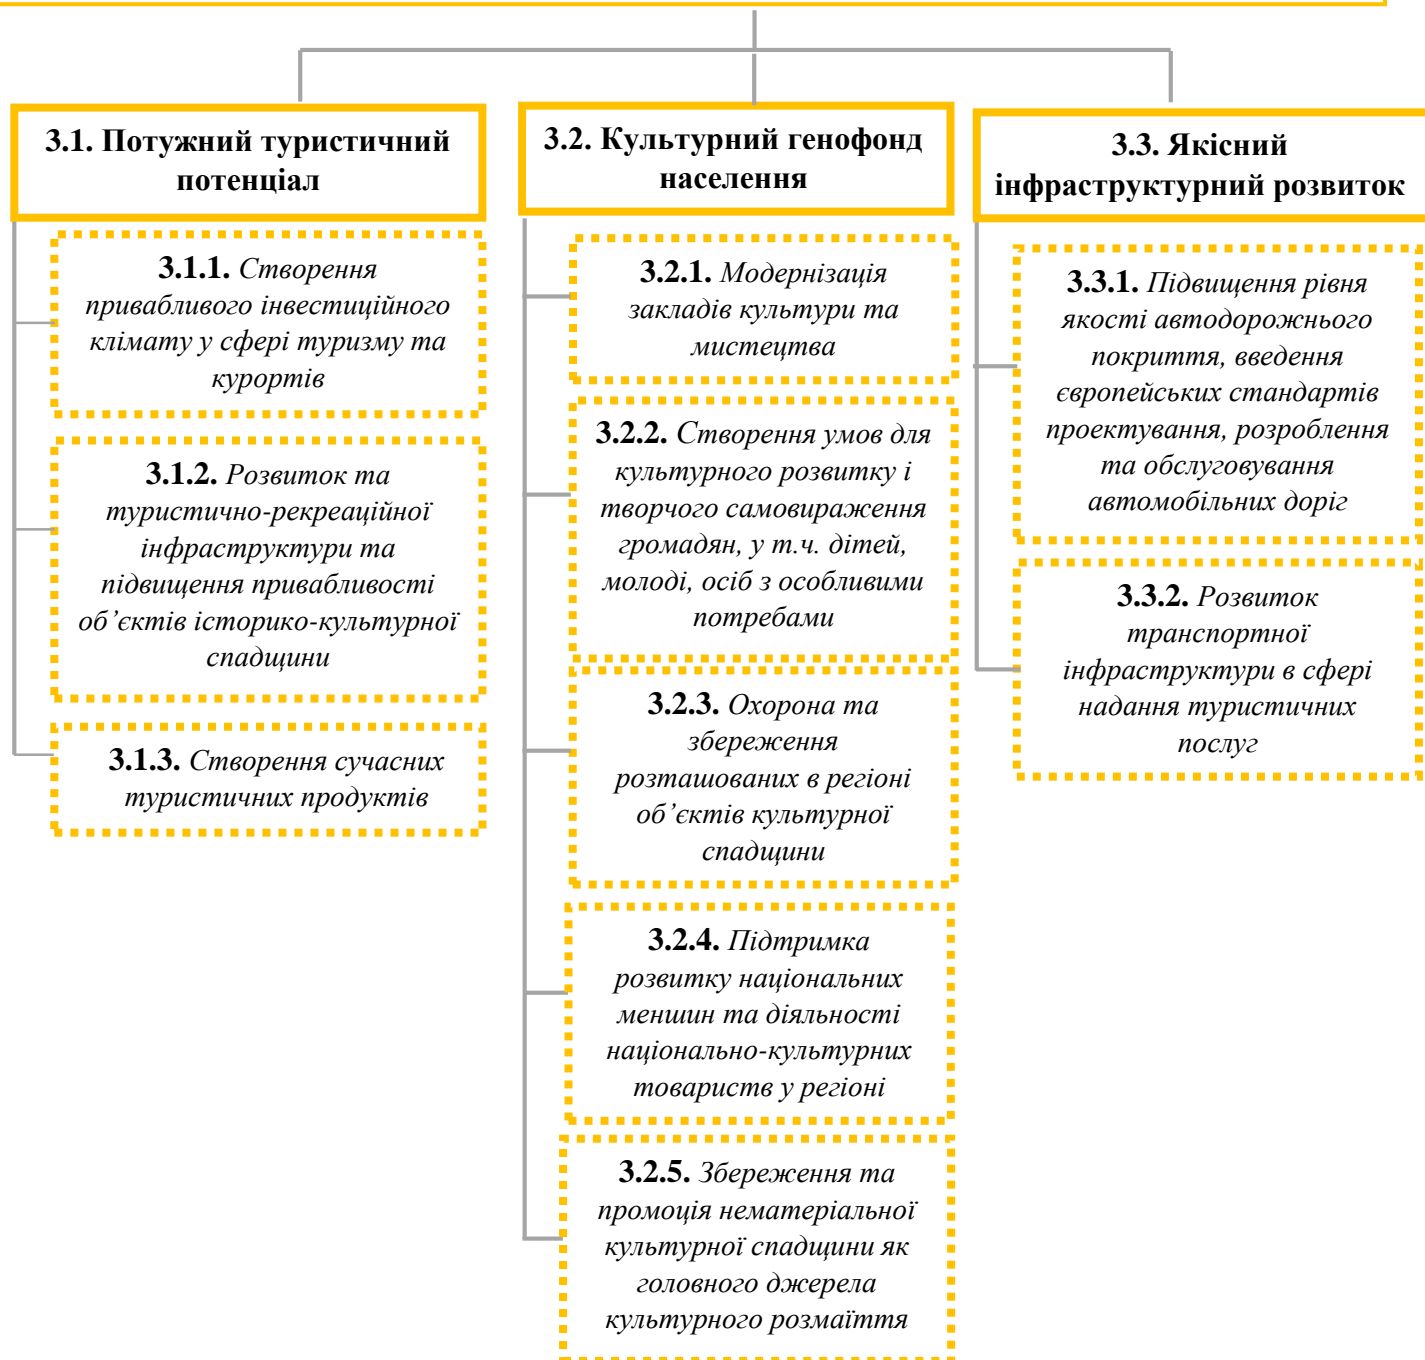 3.1. Потужний туристичний
потенціал
3.1.1. Створення
привабливого інвестиційного
клімату у сфері туризму та
курортів
3.1.2. Розвиток та
туристично-рекреаційної
інфраструктури та
підвищення привабливості
об’єктів історико-культурної
спадщини
3.1.3. Створення сучасних
туристичних продуктів
3.2. Культурний генофонд
населення
3.2.1. Модернізація
закладів культури та
мистецтва
3.2.2. Створення умов для
культурного розвитку і
творчого самовираження
громадян, у т.ч. дітей,
молоді, осіб з особливими
потребами
3.2.3. Охорона та
збереження
розташованих в регіоні
об’єктів культурної
спадщини
3.2.4. Підтримка
розвитку національних
меншин та діяльності
національно-культурних
товариств у регіоні
3.2.5. Збереження та
промоція нематеріальної
культурної спадщини як
головного джерела
культурного розмаїття
3.3. Якісний
інфраструктурний розвиток
3.3.1. Підвищення рівня
якості автодорожнього
покриття, введення
європейських стандартів
проектування, розроблення
та обслуговування
автомобільних доріг
3.3.2. Розвиток
транспортної
інфраструктури в сфері
надання туристичних
послуг